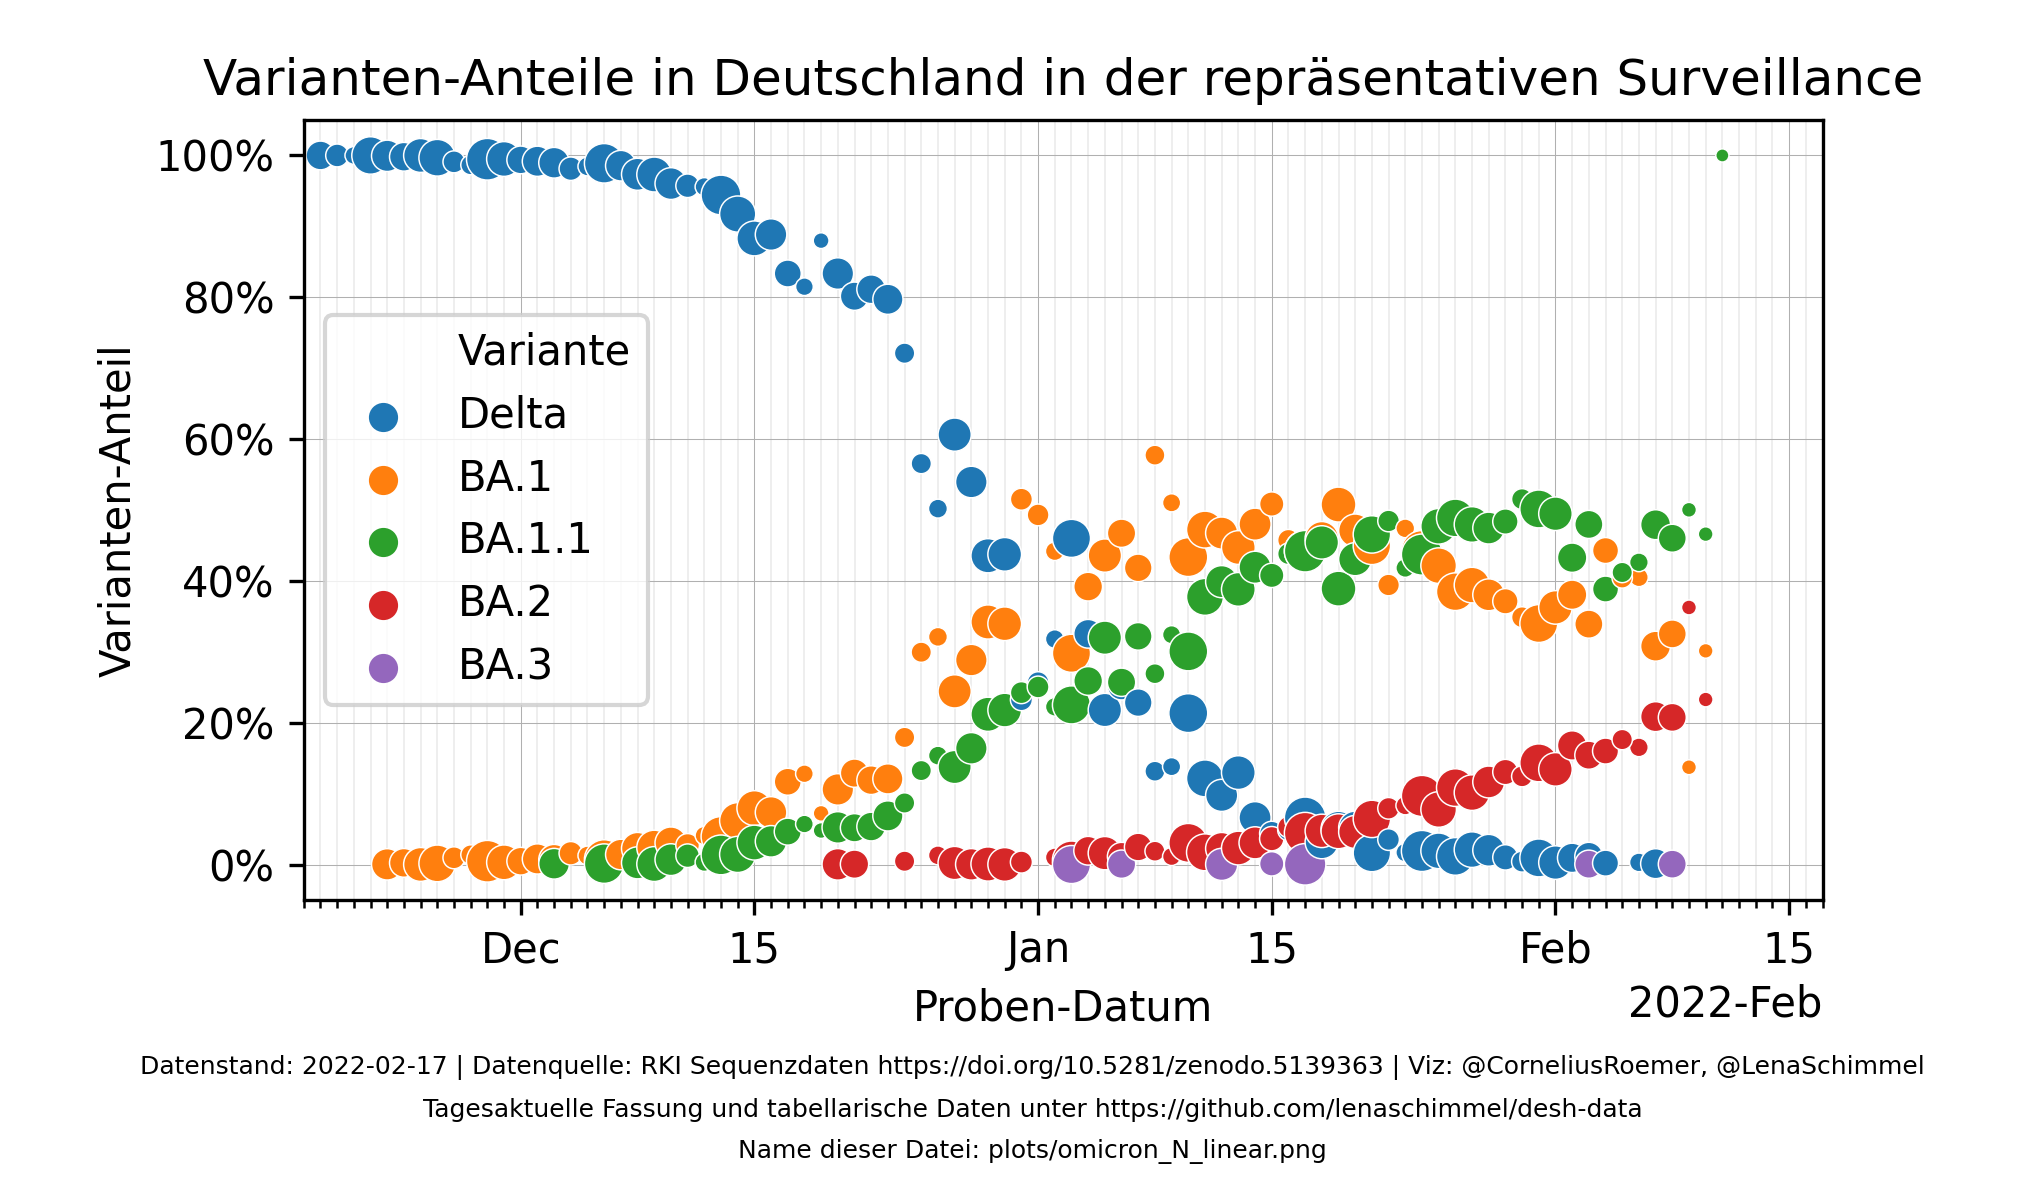 Varianten-Anteile in Deutschland in der repräsentativen Surveillance
100%
80%
60%
40%
20%
0%
Varianten-Anteil
Variante
Delta
BA.1
BA.1.1
BA.2
BA.3
Dec
15
Jan
15
Feb
15
Proben-Datum
2022-Feb
Datenstand: 2022-02-17 | Datenquelle: RKI Sequenzdaten https://doi.org/10.5281/zenodo.5139363 | Viz: @CorneliusRoemer, @LenaSchimmel
Tagesaktuelle Fassung und tabellarische Daten unter https://github.com/lenaschimmel/desh-data
Name dieser Datei: plots/omicron_N_linear.png